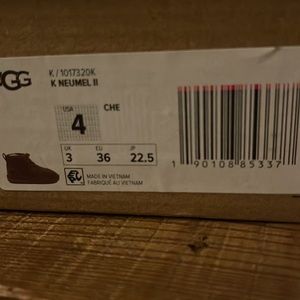 UGG
K / 1017320K
K NEUMEL II
USA
4
CHE
UK
3
EU
36
JP
22.5
MADE IN VIETNAM
FABRIQUÉ AU VIETNAM
1 90108 85337